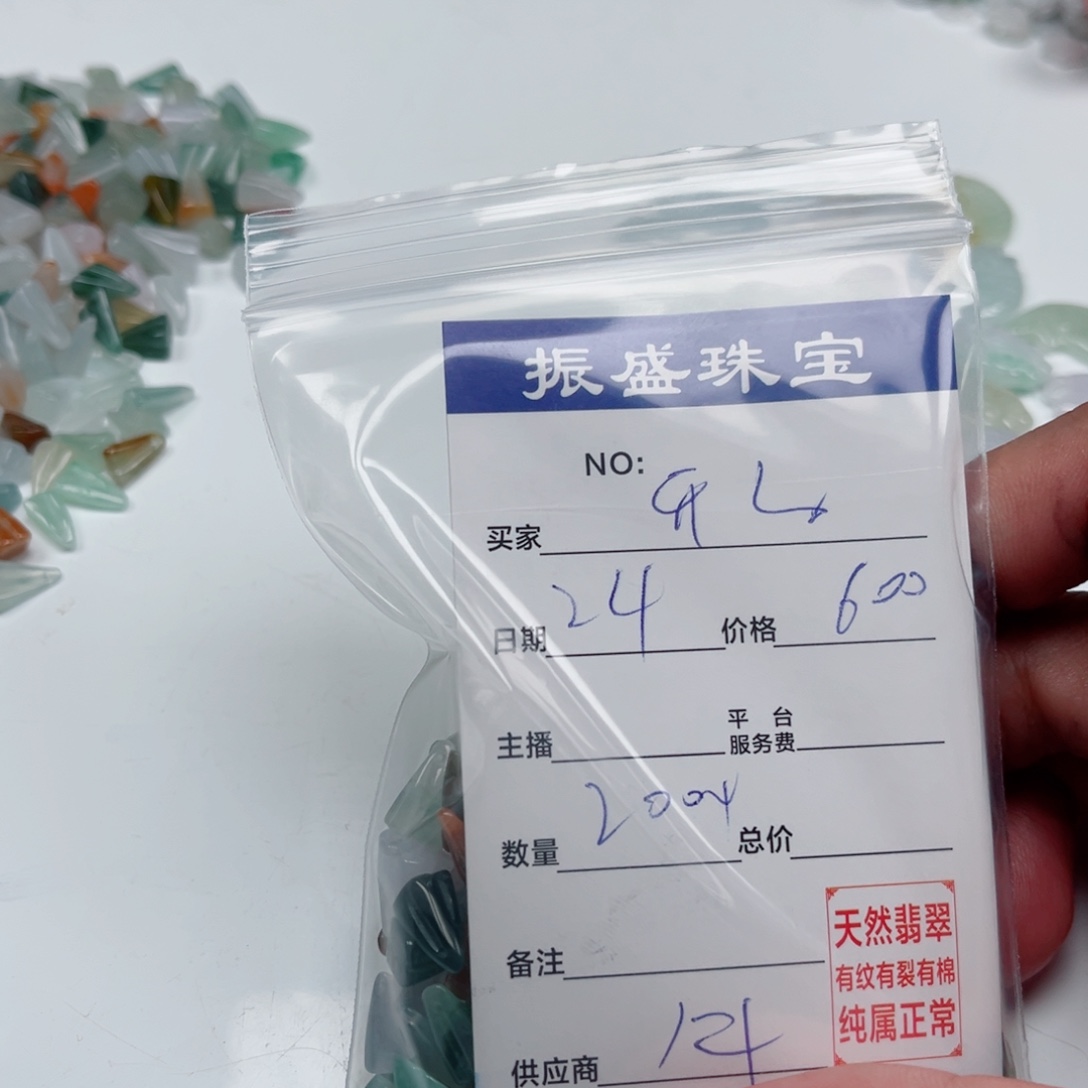 振盛珠宝
NO:
买家
日期 24 价格 600
主播 平台服务费
数量 200 总价
备注
天然翡翠
有纹有裂有棉
纯属正常
供应商